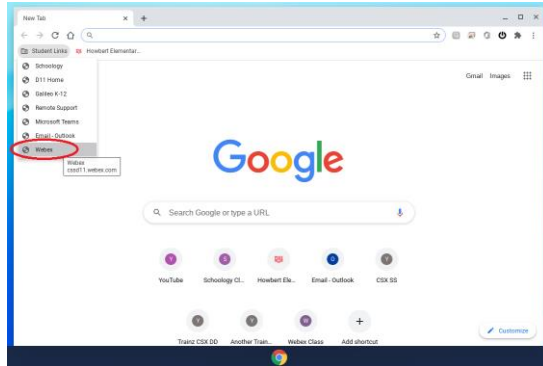 New Tab
Student Links Howbert Elementar...
Schoology
D11 Home
Galileo K-12
Remote Support
Microsoft Teams
Email - Outlook
Webex
Webex
cssd11.webex.com
Gmail Images
Google
Search Google or type a URL
YouTube Schoology Cl... Howbert Ele... Email - Outlook CSX SS
Trainz CSX DD Another Train... Webex Class Add shortcut
Customize